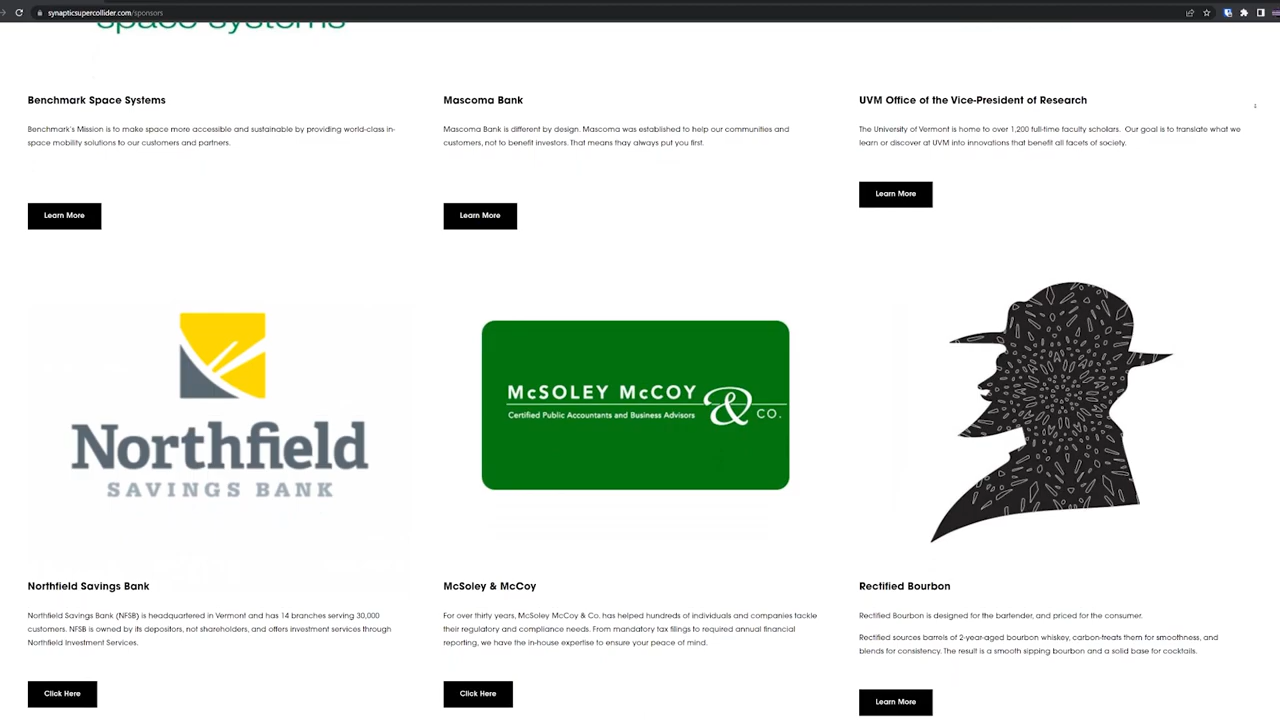 synapticsupercollider.com/sponsors
space systems
Benchmark Space Systems
Benchmark's Mission is to make space more accessible and sustainable by providing world-class in-
space mobility solutions to our customers and partners.
Learn More
Mascoma Bank
Mascoma Bank is different by design. Mascoma was established to help our communities and
customers, not to benefit investors. That means thay always put you first.
Learn More
UVM Office of the Vice-President of Research
The University of Vermont is home to over 1,200 full-time faculty scholars. Our goal is to translate what we
learn or discover at UVM into innovations that benefit all facets of society.
Learn More
Northfield
SAVINGS BANK
Northfield Savings Bank
Northfield Savings Bank (NFSB) is headquartered in Vermont and has 14 branches serving 30,000
customers. NFSB is owned by its depositors, not shareholders, and offers investment services through
Northfield Investment Services.
Click Here
McSOLEY McCOY & CO.
Certified Public Accountants and Business Advisors
McSoley & McCoy
For over thirty years, McSoley McCoy & Co. has helped hundreds of individuals and companies tackle
their regulatory and compliance needs. From mandatory tax filings to required annual financial
reporting, we have the in-house expertise to ensure your peace of mind.
Click Here
Rectified Bourbon
Rectified Bourbon is designed for the bartender, and priced for the consumer.
Rectified sources barrels of 2-year-aged bourbon whiskey, carbon-treats them for smoothness, and
blends for consistency. The result is a smooth sipping bourbon and a solid base for cocktails.
Learn More